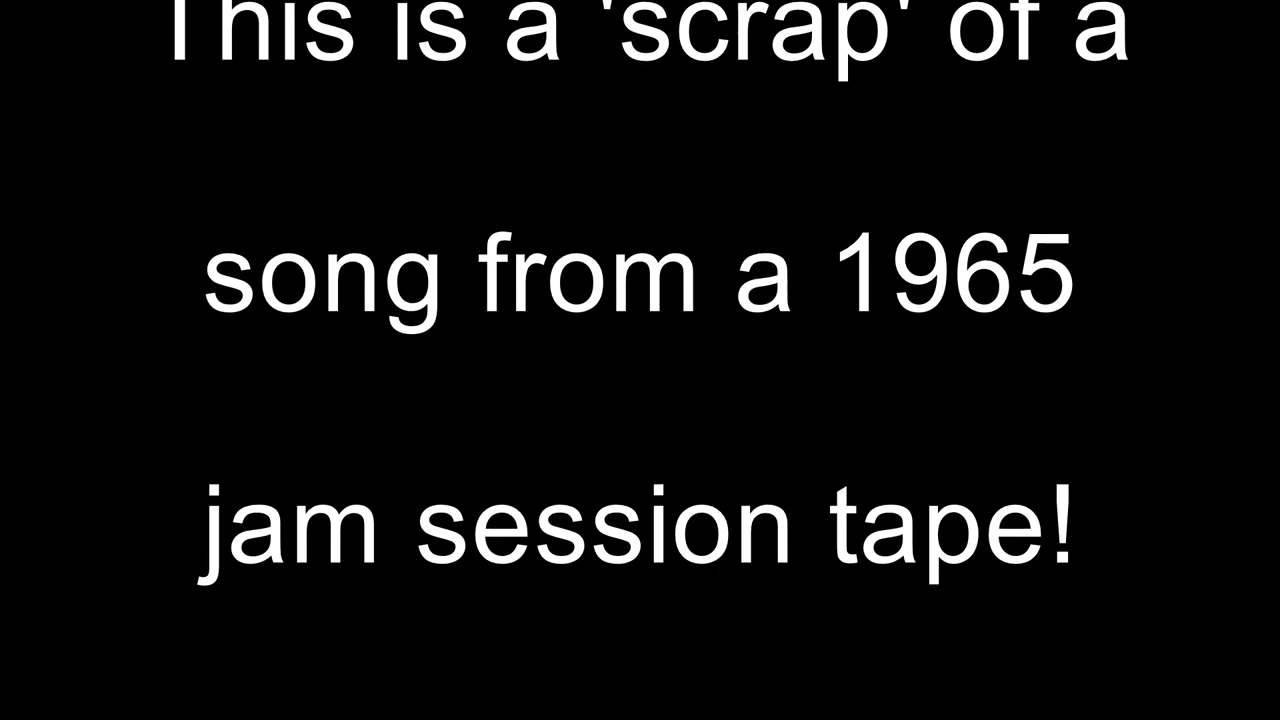 This is a 'scrap' of a
song from a 1965
jam session tape!